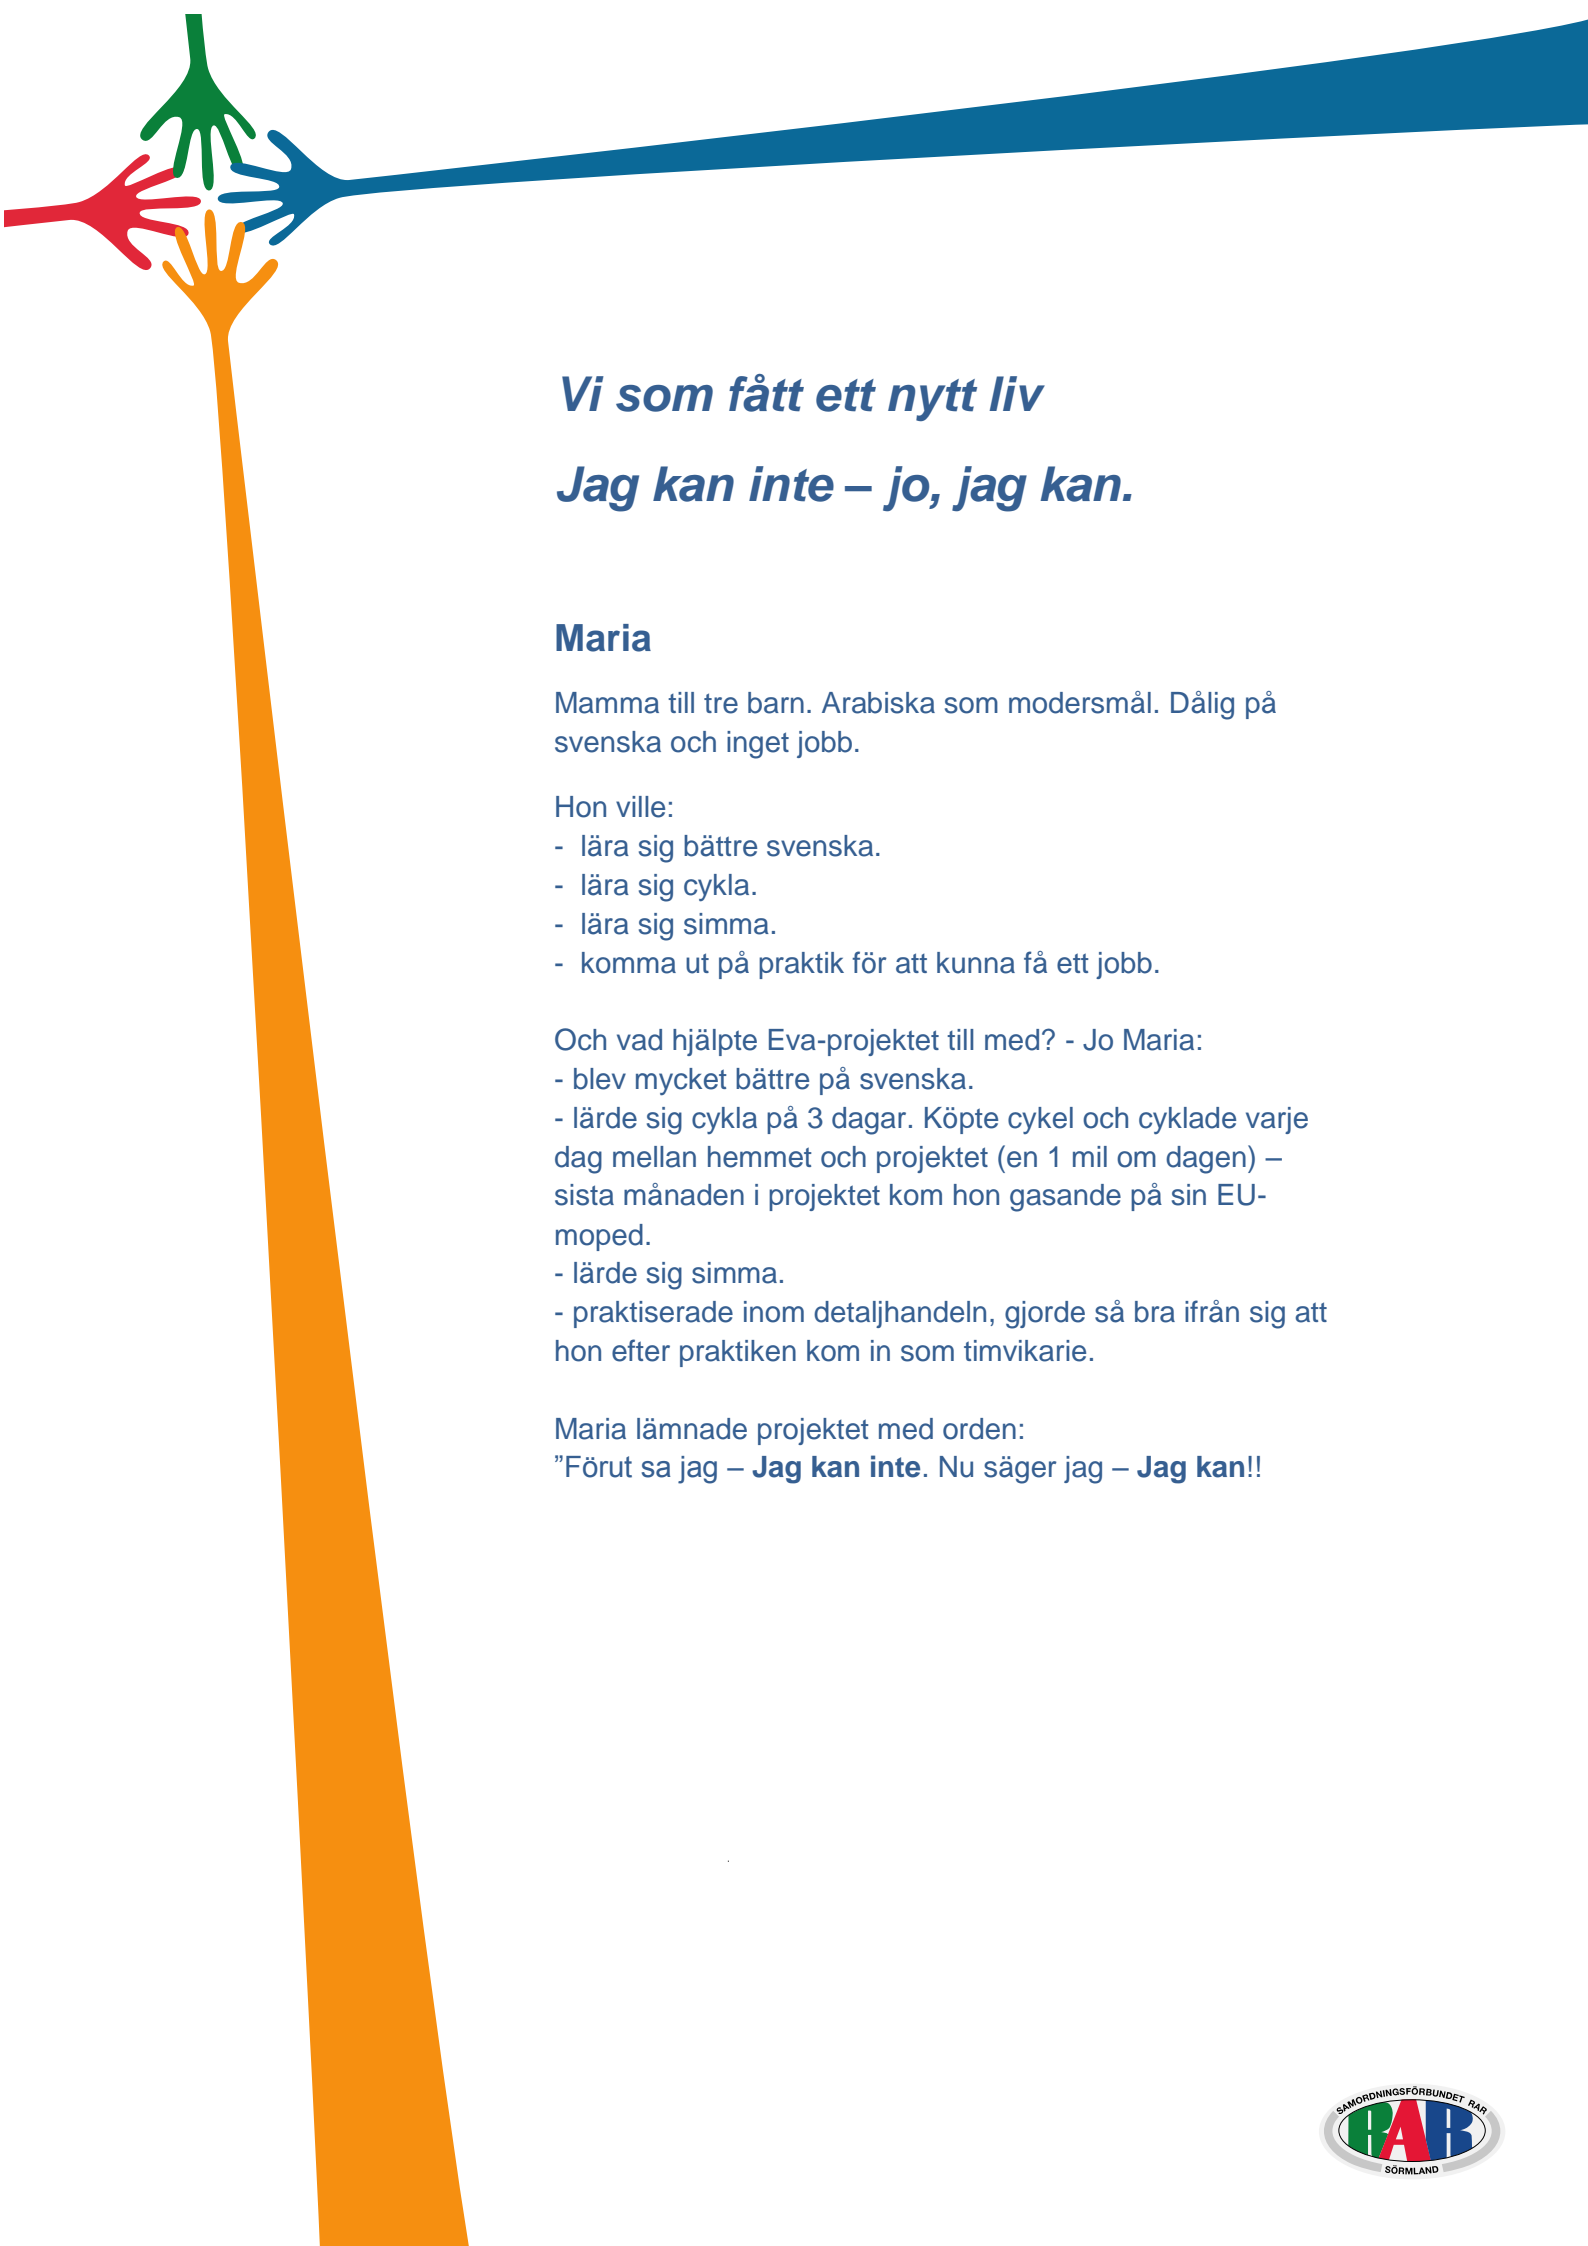 Vi som fått ett nytt liv
Jag kan inte – jo, jag kan.
Maria
Mamma till tre barn. Arabiska som modersmål. Dålig på
svenska och inget jobb.
Hon ville:
- lära sig bättre svenska.
- lära sig cykla.
- lära sig simma.
- komma ut på praktik för att kunna få ett jobb.
Och vad hjälpte Eva-projektet till med? - Jo Maria:
- blev mycket bättre på svenska.
- lärde sig cykla på 3 dagar. Köpte cykel och cyklade varje
dag mellan hemmet och projektet (en 1 mil om dagen) –
sista månaden i projektet kom hon gasande på sin EU-
moped.
- lärde sig simma.
- praktiserade inom detaljhandeln, gjorde så bra ifrån sig att
hon efter praktiken kom in som timvikarie.
Maria lämnade projektet med orden:
”Förut sa jag – Jag kan inte. Nu säger jag – Jag kan!!
SAMORDNINGSFÖRBUNDET RAR
RAR
SÖRMLAND